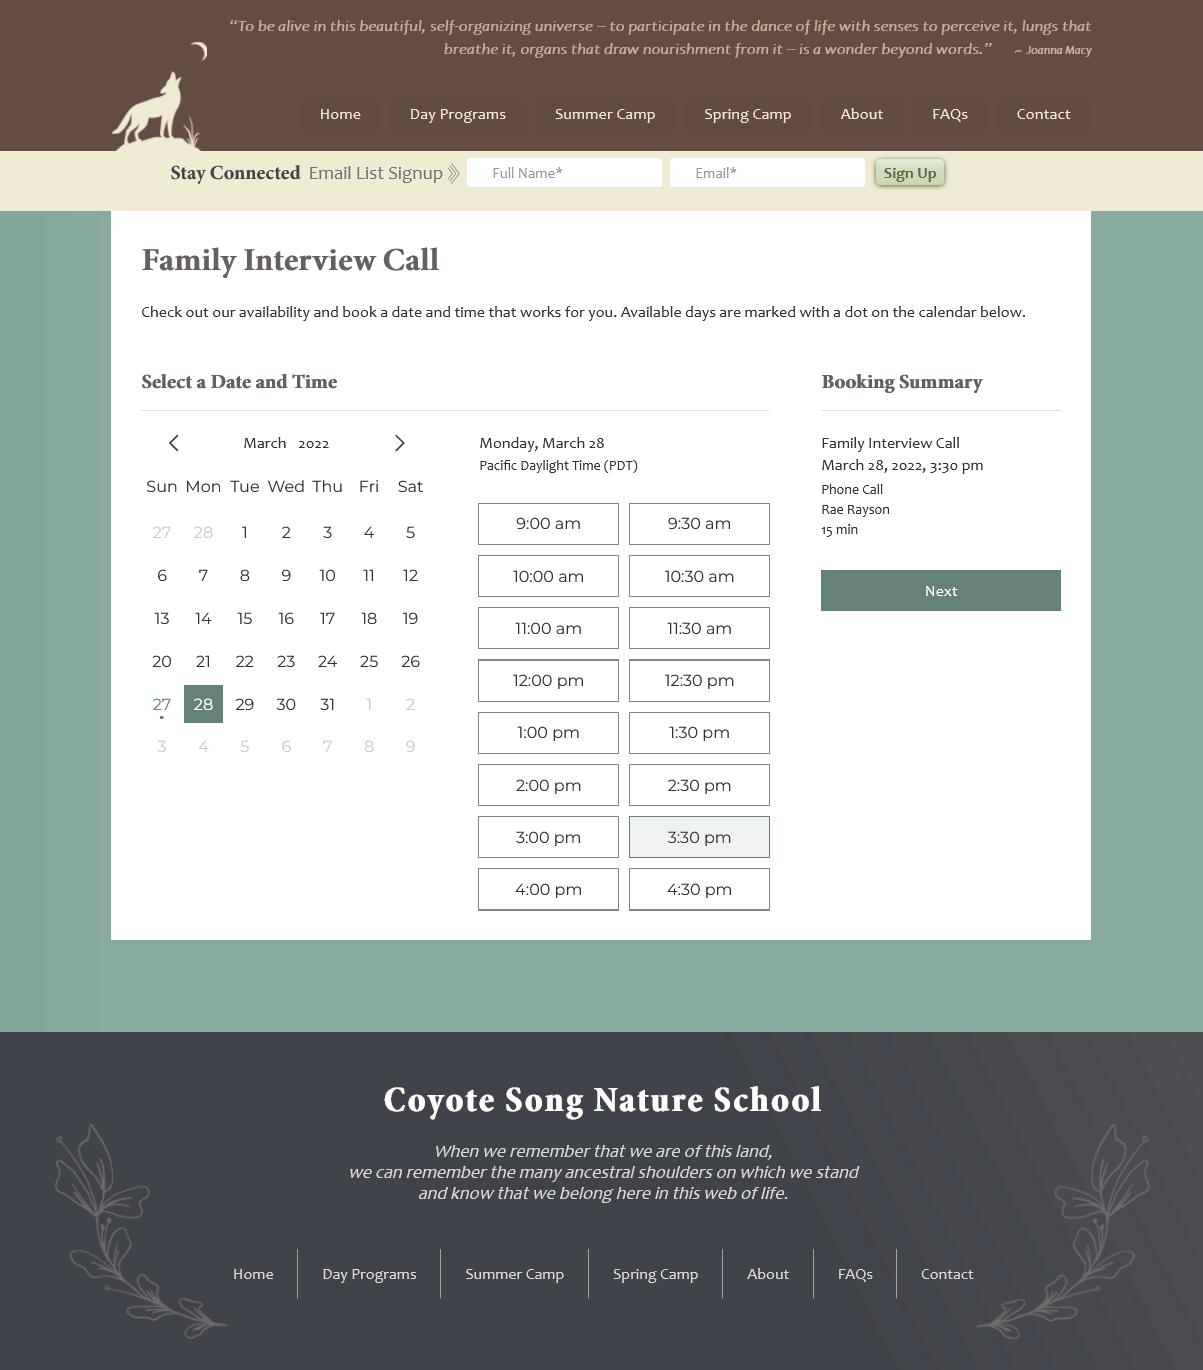 “To be alive in this beautiful, self-organizing universe – to participate in the dance of life with senses to perceive it, lungs that
breathe it, organs that draw nourishment from it – is a wonder beyond words.” ~ Joanna Macy
Home Day Programs Summer Camp Spring Camp About FAQs Contact
Stay Connected Email List Signup Full Name* Email* Sign Up
Family Interview Call
Check out our availability and book a date and time that works for you. Available days are marked with a dot on the calendar below.
Select a Date and Time
March 2022
Sun Mon Tue Wed Thu Fri Sat
27 28 1 2 3 4 5
6 7 8 9 10 11 12
13 14 15 16 17 18 19
20 21 22 23 24 25 26
27 28 29 30 31 1 2
3 4 5 6 7 8 9
Monday, March 28
Pacific Daylight Time (PDT)
9:00 am 9:30 am
10:00 am 10:30 am
11:00 am 11:30 am
12:00 pm 12:30 pm
1:00 pm 1:30 pm
2:00 pm 2:30 pm
3:00 pm 3:30 pm
4:00 pm 4:30 pm
Booking Summary
Family Interview Call
March 28, 2022, 3:30 pm
Phone Call
Rae Rayson
15 min
Next
Coyote Song Nature School
When we remember that we are of this land,
we can remember the many ancestral shoulders on which we stand
and know that we belong here in this web of life.
Home Day Programs Summer Camp Spring Camp About FAQs Contact